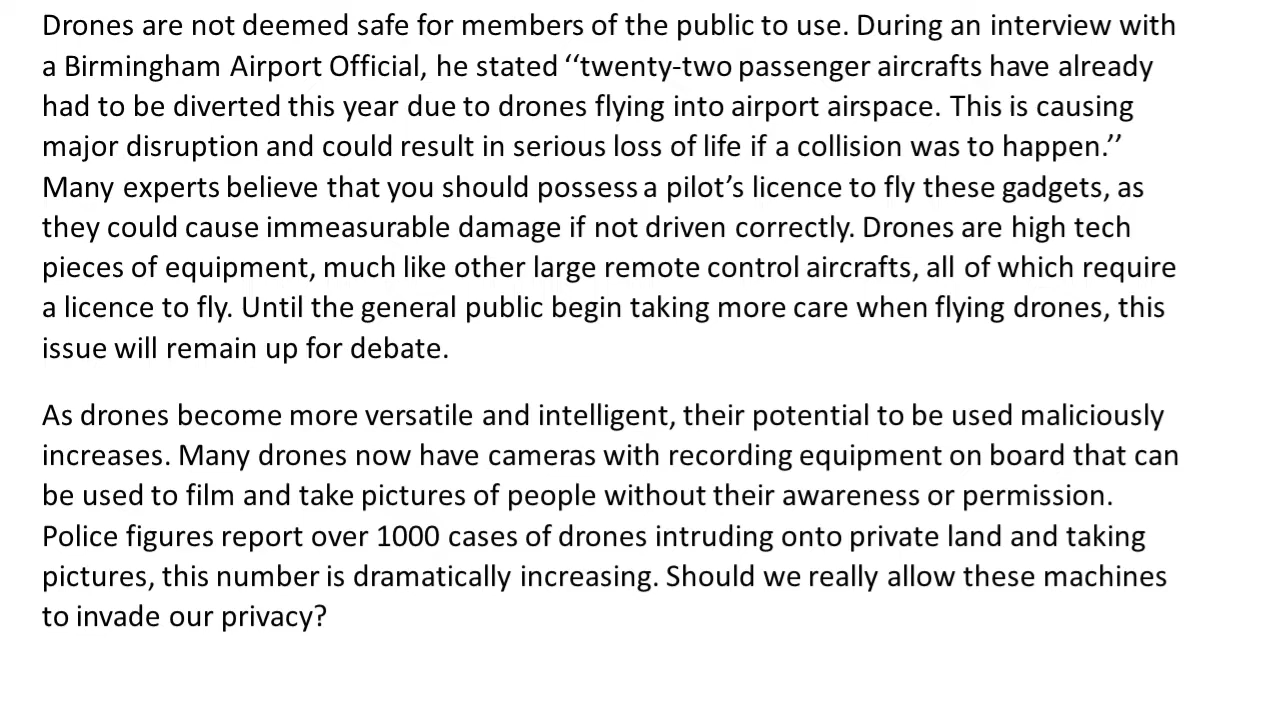 Drones are not deemed safe for members of the public to use. During an interview with
a Birmingham Airport Official, he stated ‘‘twenty-two passenger aircrafts have already
had to be diverted this year due to drones flying into airport airspace. This is causing
major disruption and could result in serious loss of life if a collision was to happen.’’
Many experts believe that you should possess a pilot’s licence to fly these gadgets, as
they could cause immeasurable damage if not driven correctly. Drones are high tech
pieces of equipment, much like other large remote control aircrafts, all of which require
a licence to fly. Until the general public begin taking more care when flying drones, this
issue will remain up for debate.
As drones become more versatile and intelligent, their potential to be used maliciously
increases. Many drones now have cameras with recording equipment on board that can
be used to film and take pictures of people without their awareness or permission.
Police figures report over 1000 cases of drones intruding onto private land and taking
pictures, this number is dramatically increasing. Should we really allow these machines
to invade our privacy?